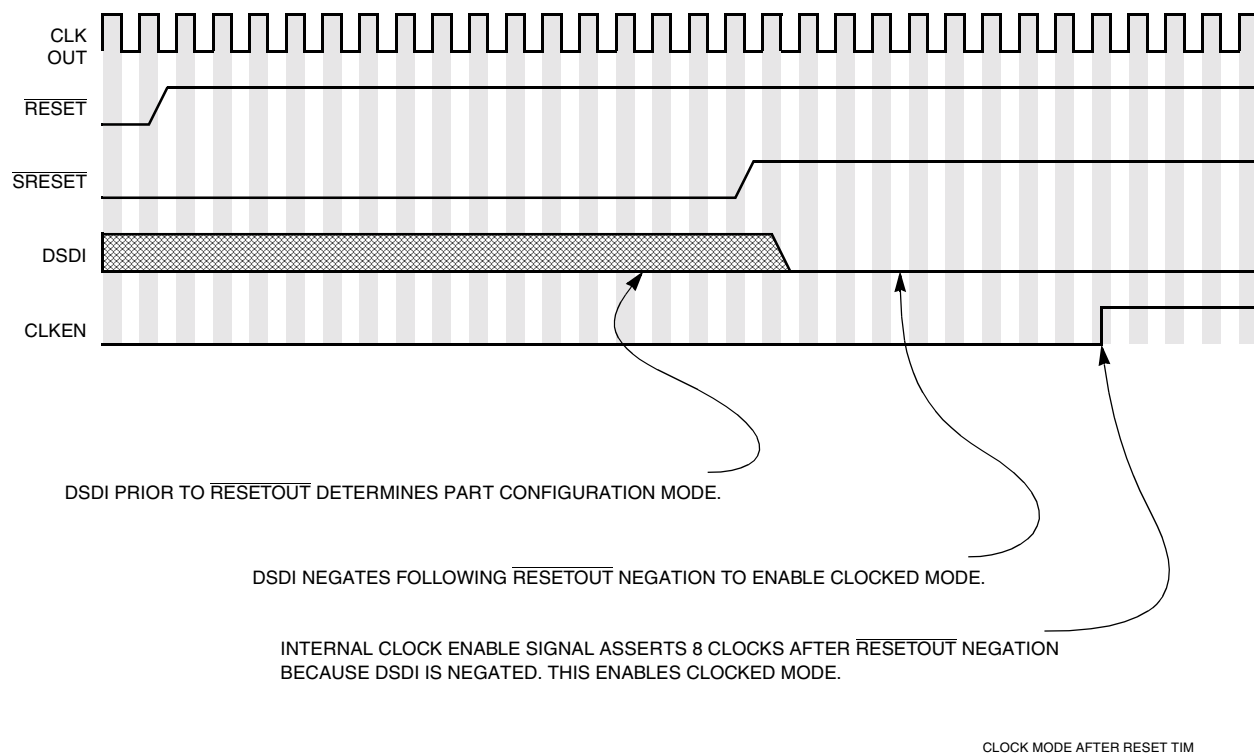 CLK
OUT
RESET
SRESET
DSDI
CLKEN
DSDI PRIOR TO RESETOUT DETERMINES PART CONFIGURATION MODE.
DSDI NEGATES FOLLOWING RESETOUT NEGATION TO ENABLE CLOCKED MODE.
INTERNAL CLOCK ENABLE SIGNAL ASSERTS 8 CLOCKS AFTER RESETOUT NEGATION
BECAUSE DSDI IS NEGATED. THIS ENABLES CLOCKED MODE.
CLOCK MODE AFTER RESET TIM